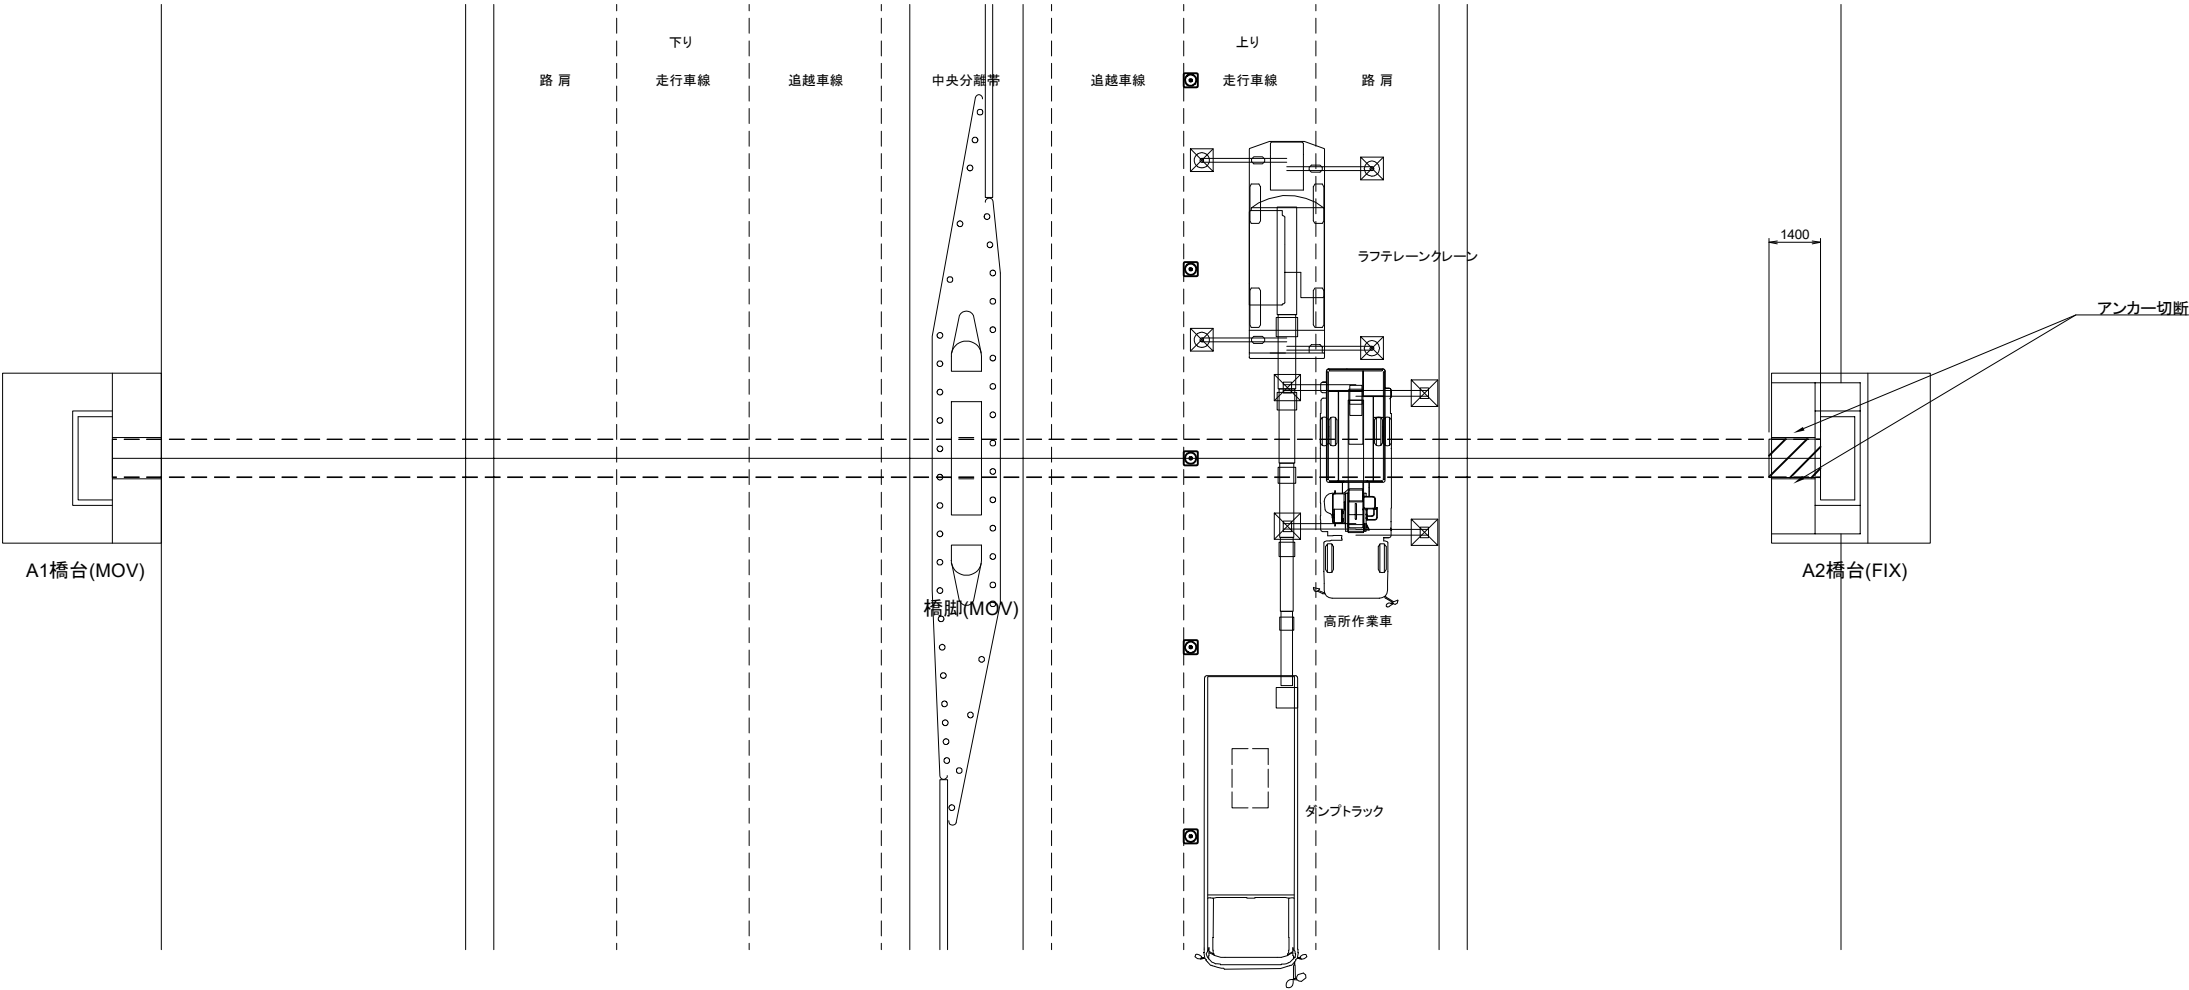 下り
上り
路 肩
走行車線
追越車線
中央分離帯
追越車線
走行車線
路 肩
1400
ラフテレーンクレーン
アンカー切断
A1橋台(MOV)
A2橋台(FIX)
橋脚(MOV)
高所作業車
ダンプトラック